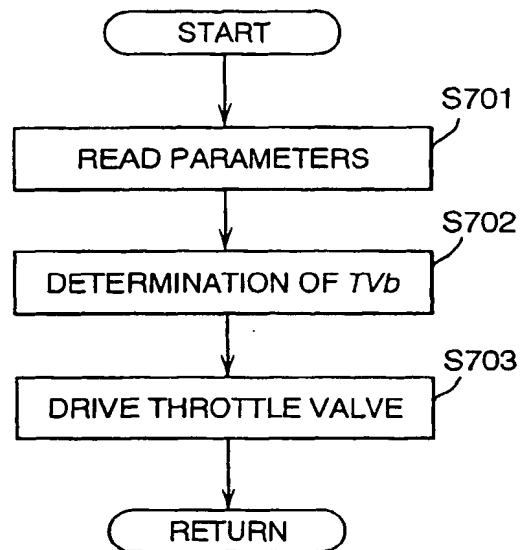 START
S701
READ PARAMETERS
S702
DETERMINATION OF TVb
S703
DRIVE THROTTLE VALVE
RETURN